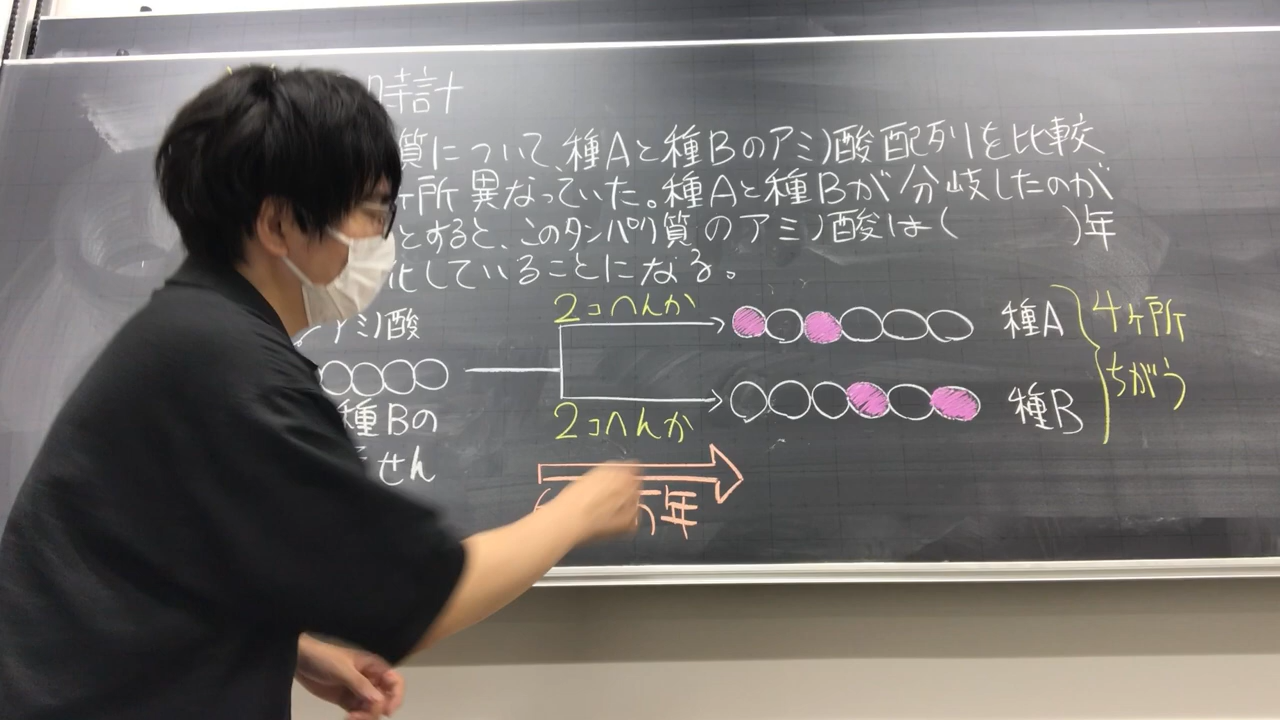 時計
質について、種Aと種Bのアミノ酸配列を比較
ヶ所異なっていた。種Aと種Bが分岐したのが
とすると、このタンパク質のアミノ酸は(　　　)年
化していることになる。
アミノ酸
2コへんか
種A
4ヶ所
ちがう
種Bの
せん
2コへんか
種B
万年